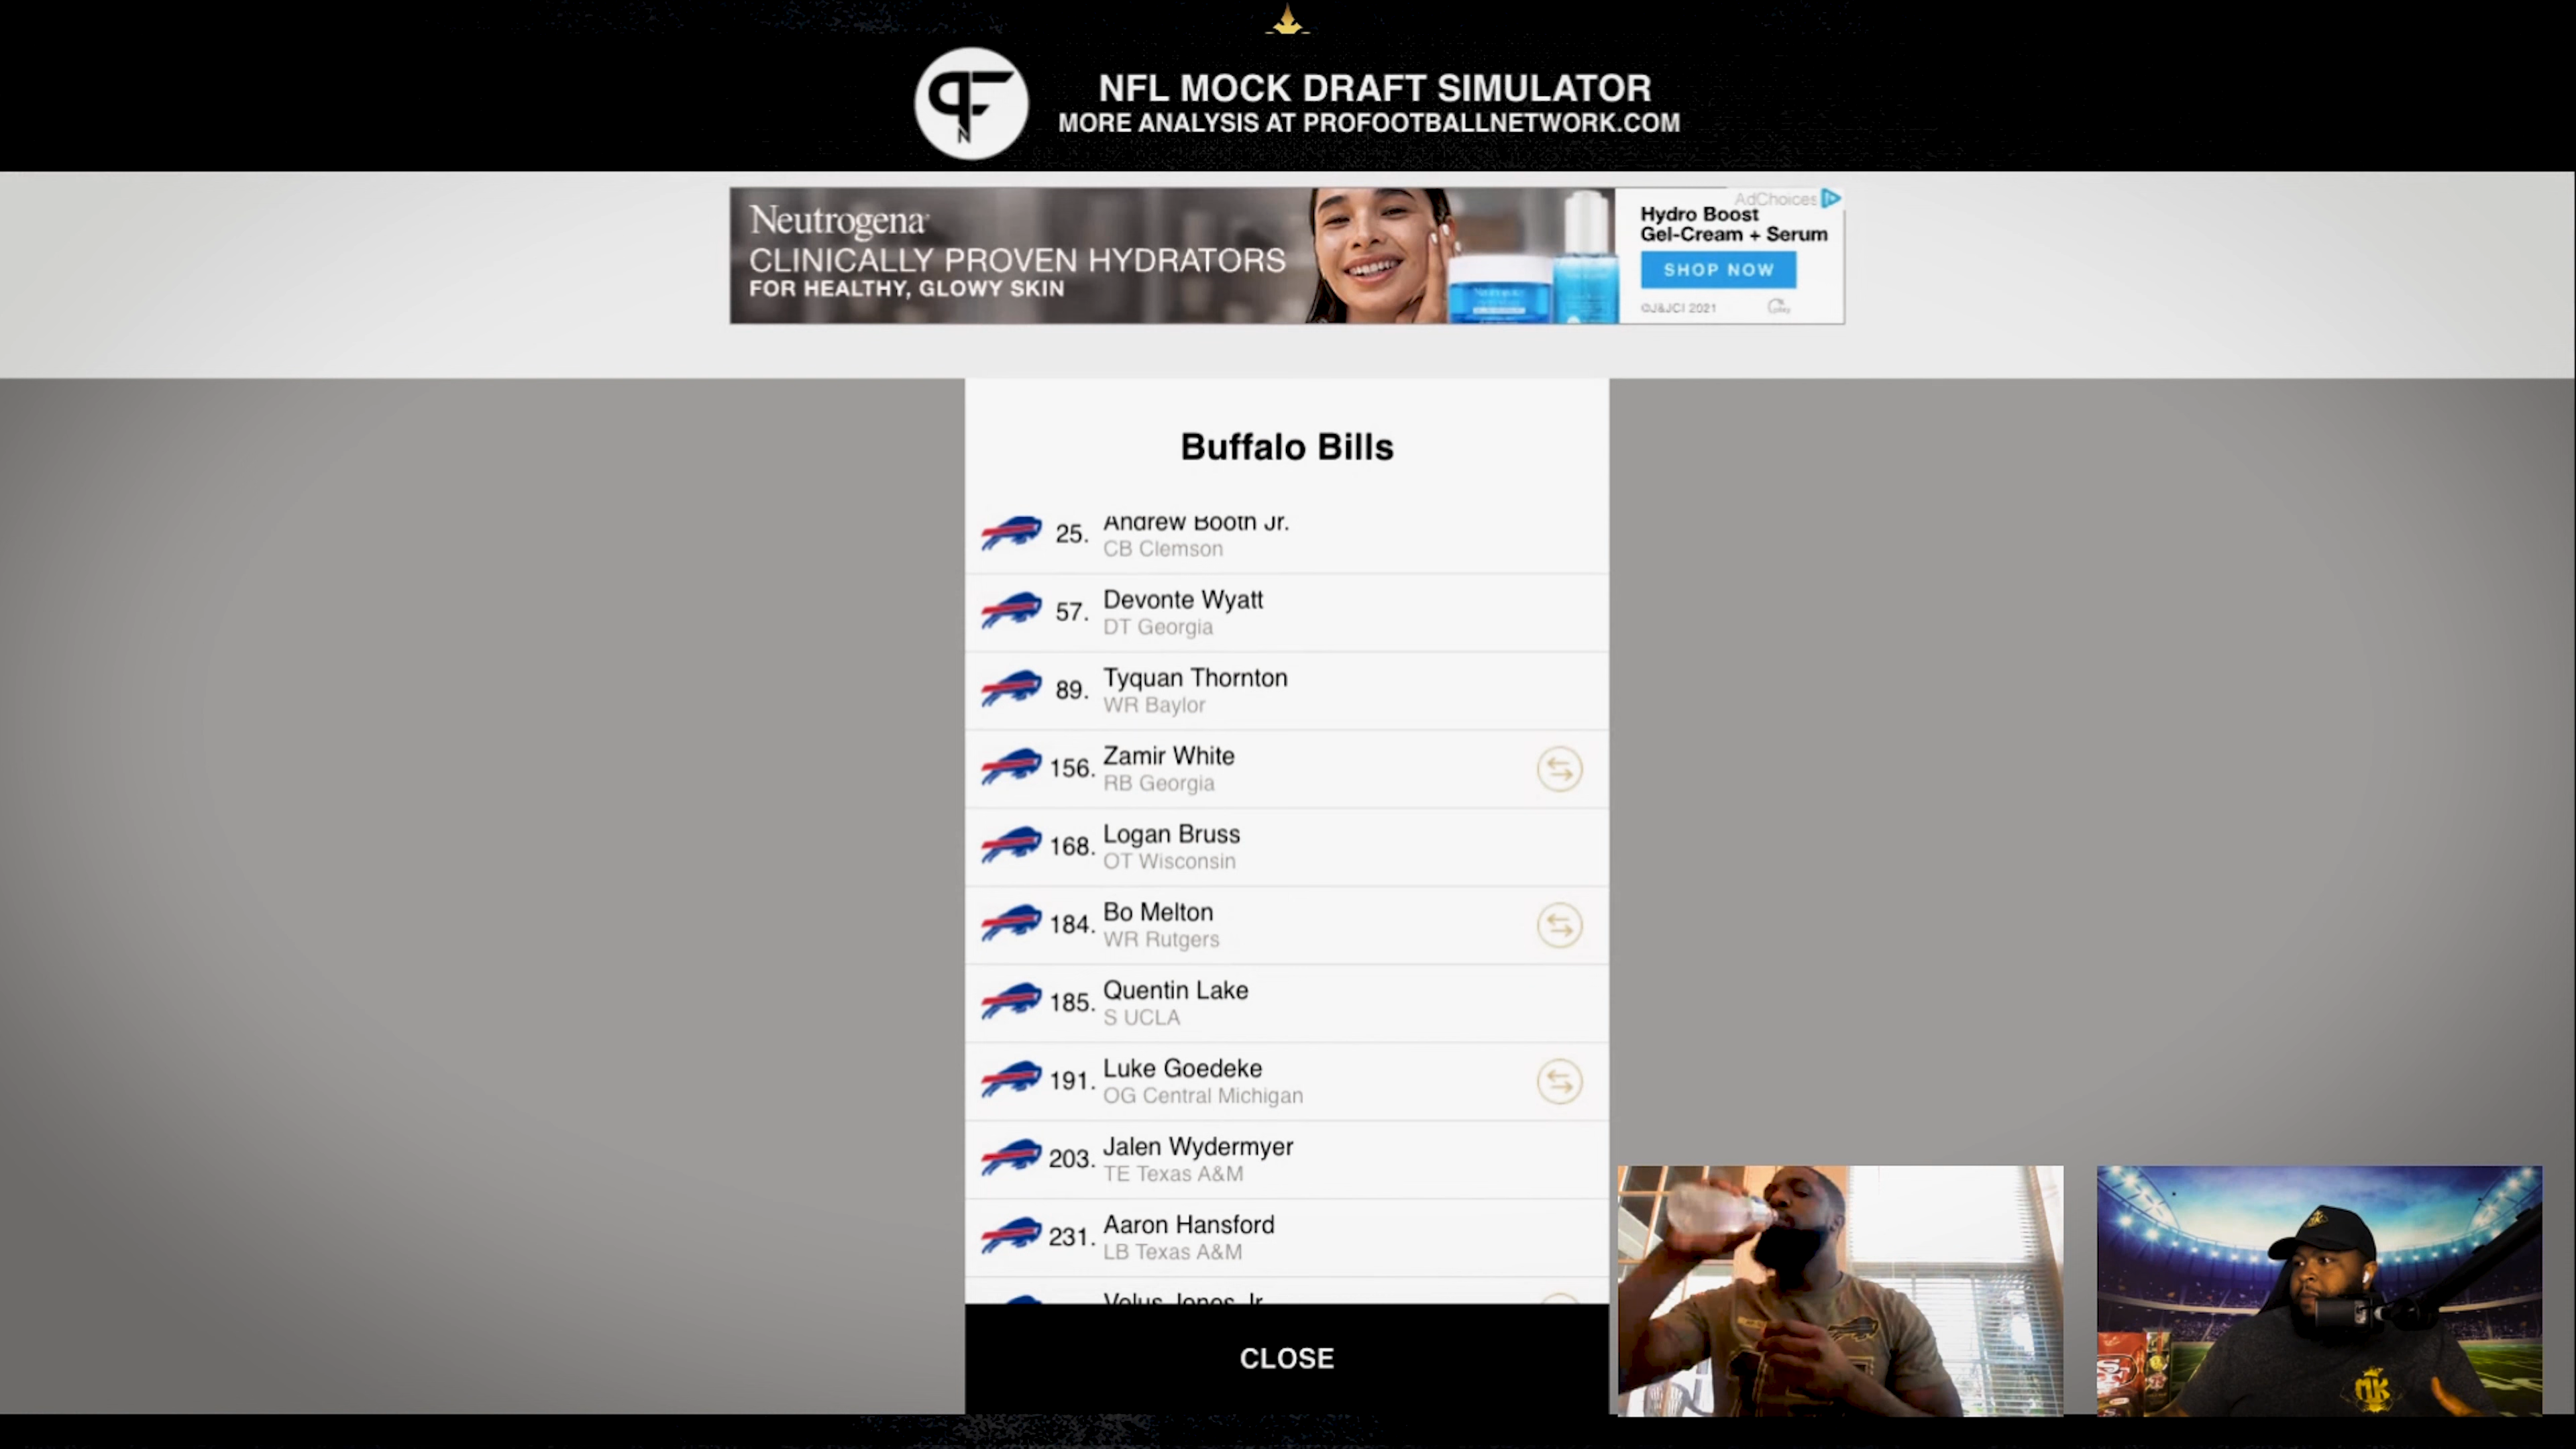 NFL MOCK DRAFT SIMULATOR
MORE ANALYSIS AT PROFOOTBALLNETWORK.COM
Neutrogena
CLINICALLY PROVEN HYDRATORS
FOR HEALTHY, GLOWY SKIN
AdChoices
Hydro Boost
Gel-Cream + Serum
SHOP NOW
©J&JCI 2021
Buffalo Bills
25. Andrew Booth Jr.
CB Clemson
57. Devonte Wyatt
DT Georgia
89. Tyquan Thornton
WR Baylor
156. Zamir White
RB Georgia
168. Logan Bruss
OT Wisconsin
184. Bo Melton
WR Rutgers
185. Quentin Lake
S UCLA
191. Luke Goedeke
OG Central Michigan
203. Jalen Wydermyer
TE Texas A&M
231. Aaron Hansford
LB Texas A&M
Velus Jones Jr.
CLOSE